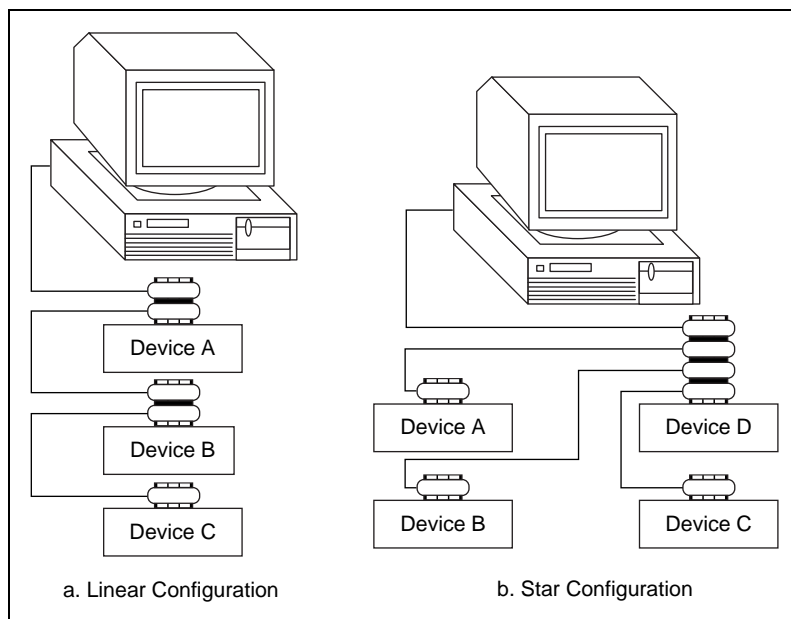 Device A
Device B
Device C
a. Linear Configuration
Device A
Device D
Device B
Device C
b. Star Configuration